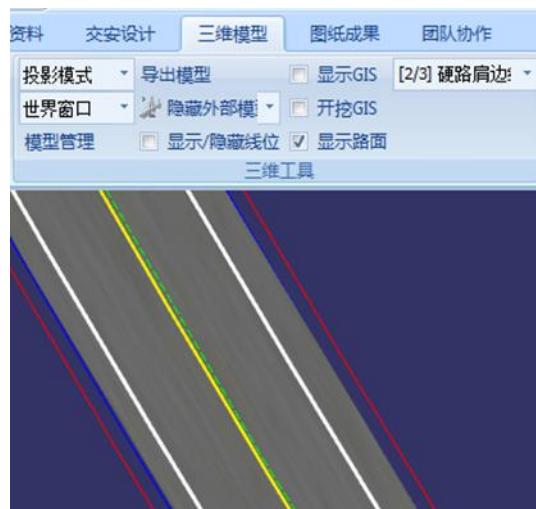 资料 交安设计 三维模型 图纸成果 团队协作
投影模式 导出模型 显示GIS [2/3] 硬路肩边
世界窗口 隐藏外部模 开挖GIS
模型管理 显示/隐藏线位 显示路面
三维工具